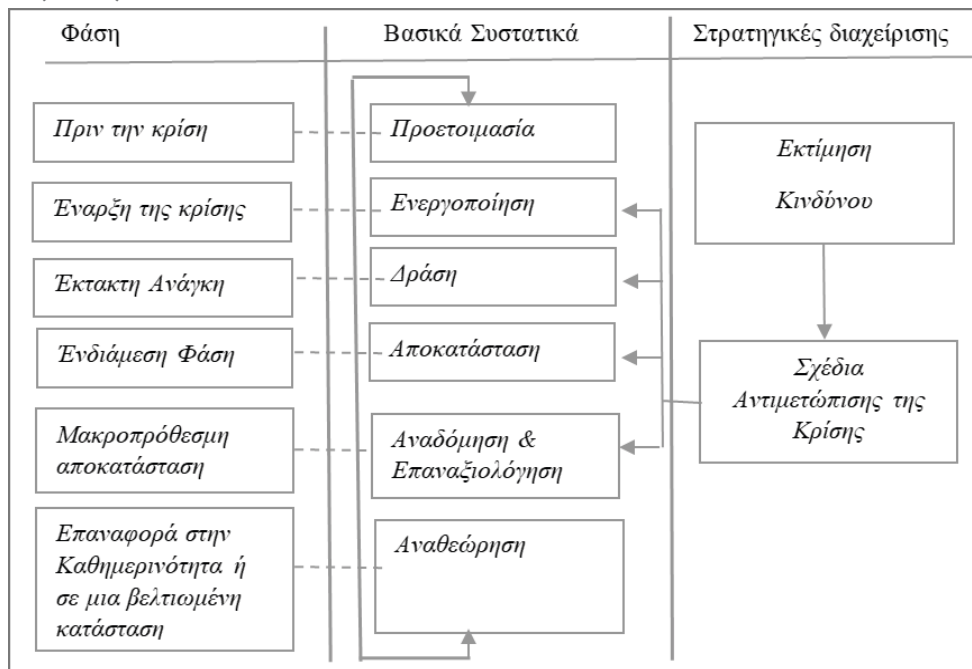 Φάση
Βασικά Συστατικά
Στρατηγικές διαχείρισης
Πριν την κρίση
Προετοιμασία
Εκτίμηση
Κινδύνου
Έναρξη της κρίσης
Ενεργοποίηση
Έκτακτη Ανάγκη
Δράση
Ένδιάμεση Φάση
Αποκατάσταση
Σχέδια
Αντιμετώπισης της
Κρίσης
Μακροπρόθεσμη
αποκατάσταση
Αναδόμηση &
Επαναξιολόγηση
Επαναφορά στην
Καθημερινότητα ή
σε μια βελτιωμένη
κατάσταση
Αναθεώρηση